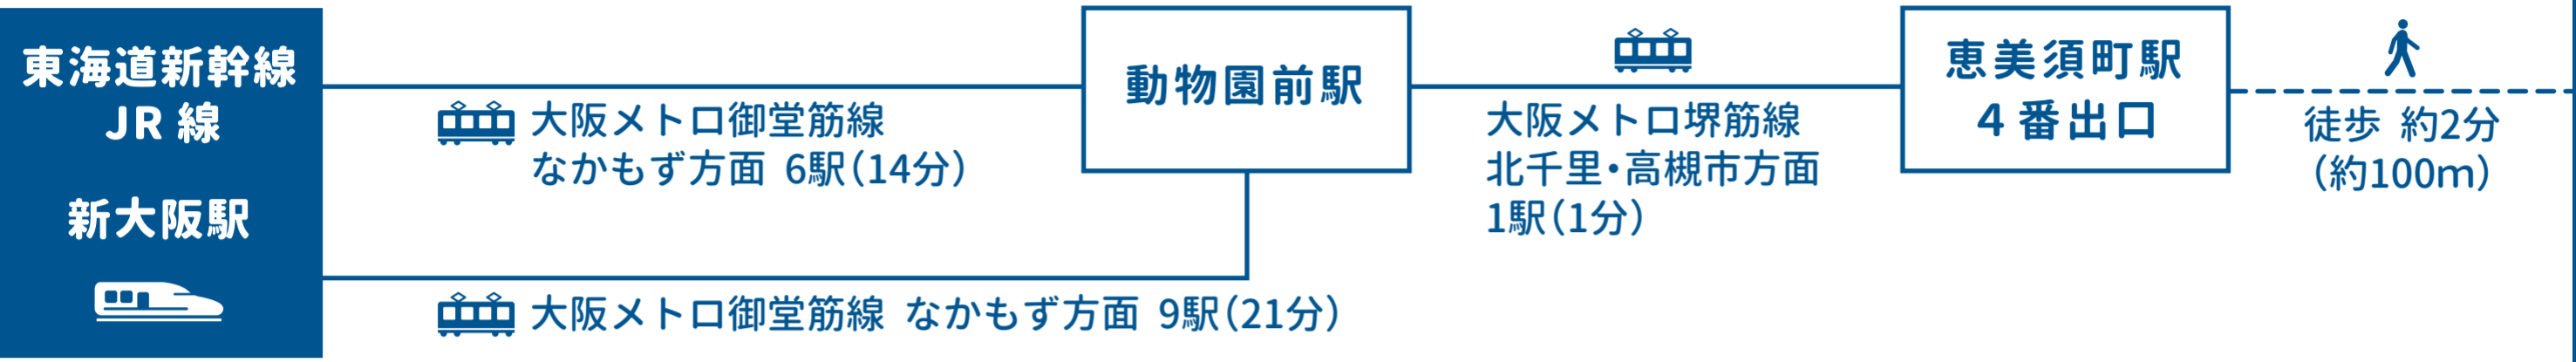 東海道新幹線
JR 線
新大阪駅
大阪メトロ御堂筋線
なかもず方面 6駅(14分)
動物園前駅
大阪メトロ堺筋線
北千里・高槻市方面
1駅(1分)
恵美須町駅
4 番出口
徒歩 約2分
(約100m)
大阪メトロ御堂筋線 なかもず方面 9駅(21分)